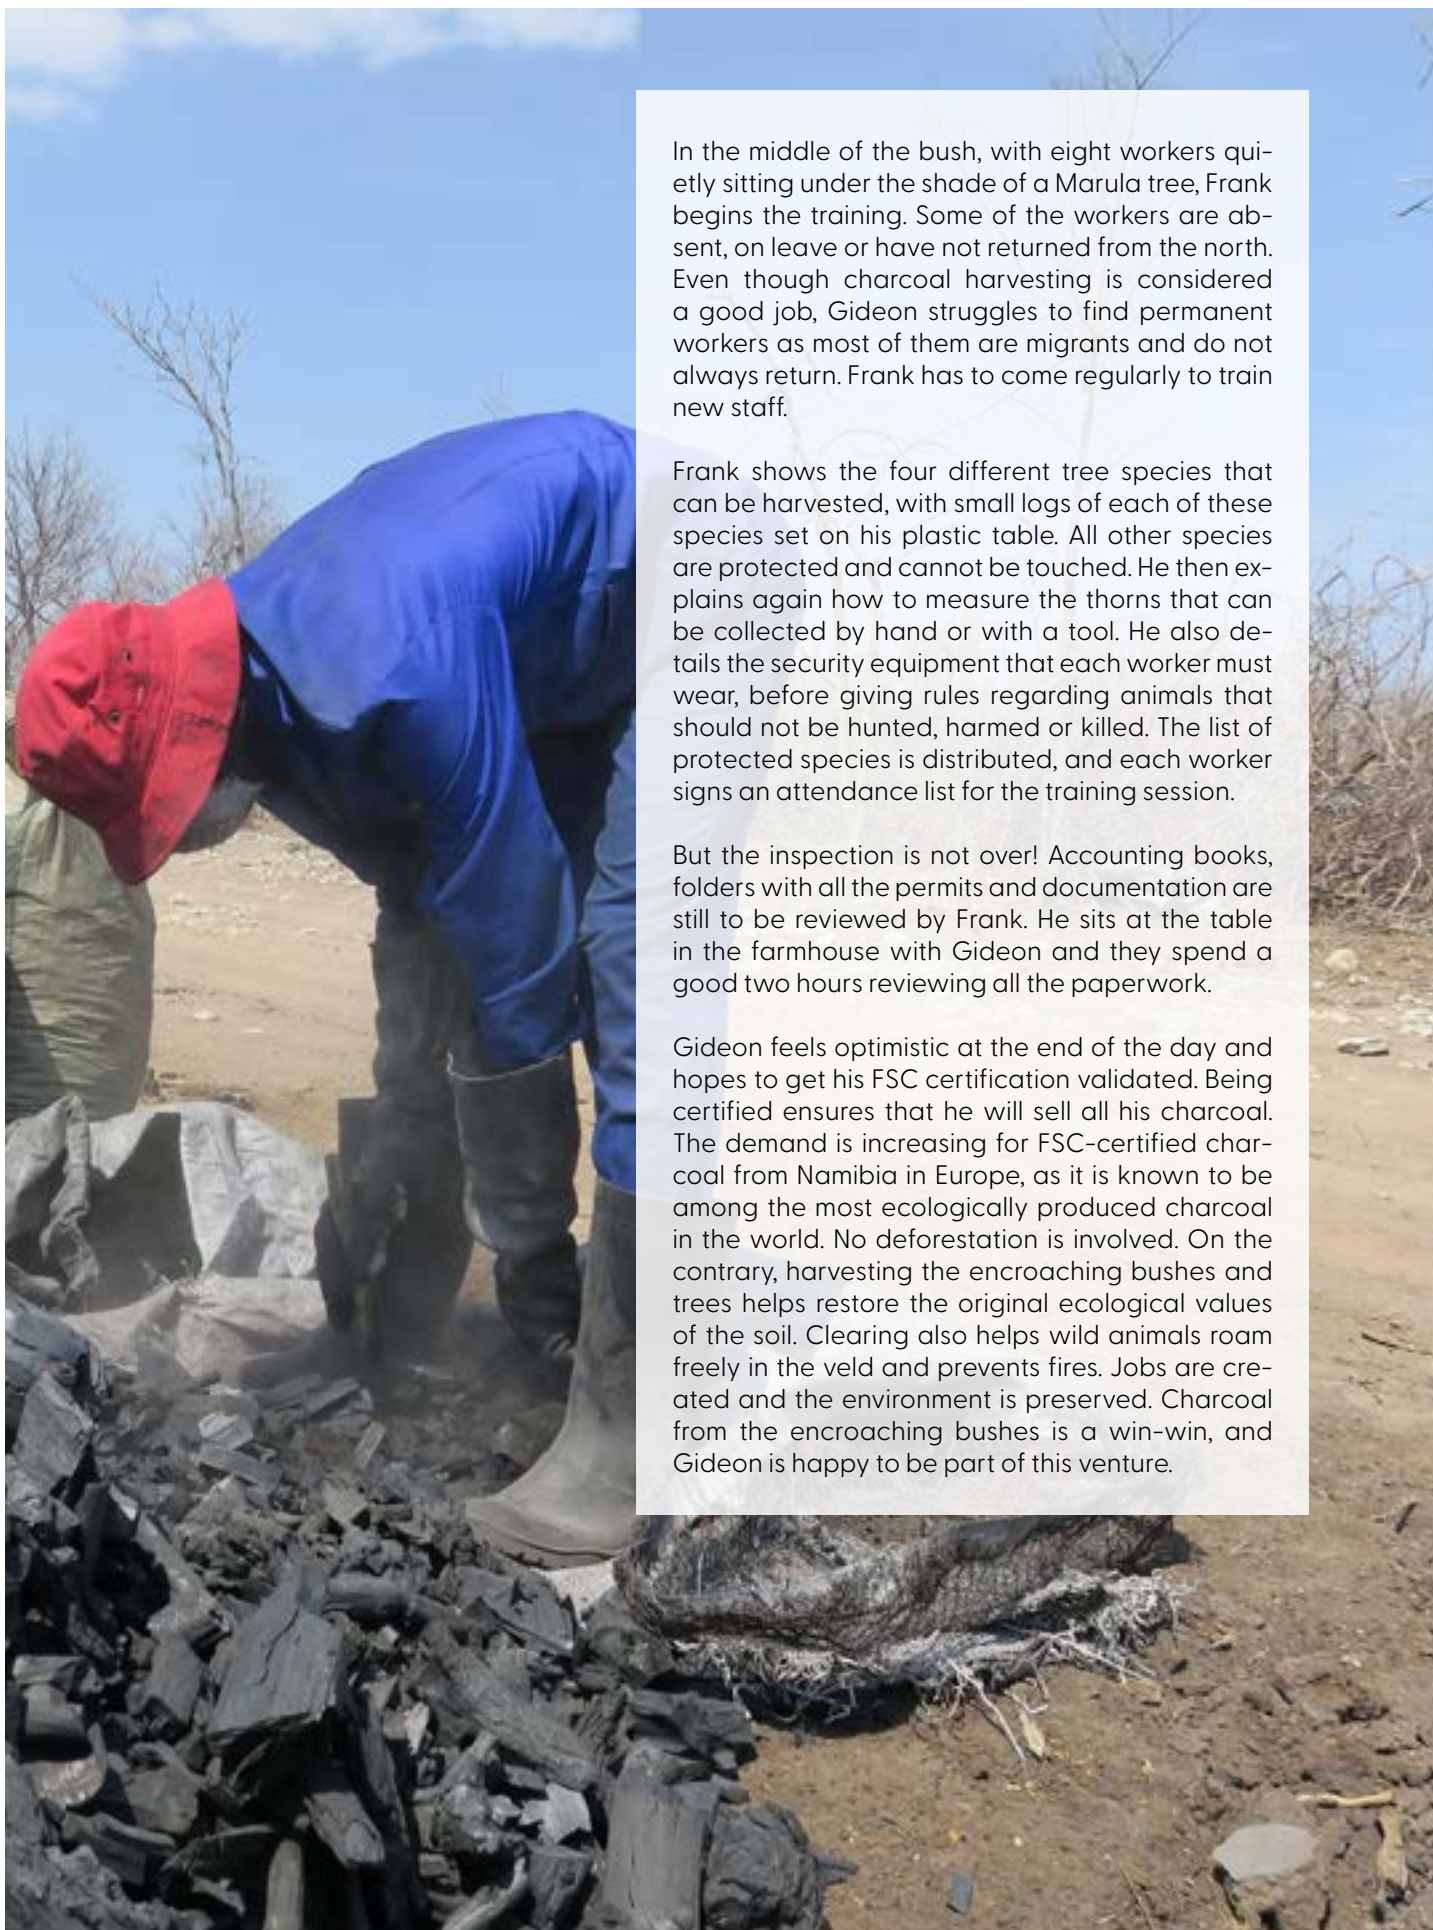 In the middle of the bush, with eight workers qui-
etly sitting under the shade of a Marula tree, Frank
begins the training. Some of the workers are ab-
sent, on leave or have not returned from the north.
Even though charcoal harvesting is considered
a good job, Gideon struggles to find permanent
workers as most of them are migrants and do not
always return. Frank has to come regularly to train
new staff.
Frank shows the four different tree species that
can be harvested, with small logs of each of these
species set on his plastic table. All other species
are protected and cannot be touched. He then ex-
plains again how to measure the thorns that can
be collected by hand or with a tool. He also de-
tails the security equipment that each worker must
wear, before giving rules regarding animals that
should not be hunted, harmed or killed. The list of
protected species is distributed, and each worker
signs an attendance list for the training session.
But the inspection is not over! Accounting books,
folders with all the permits and documentation are
still to be reviewed by Frank. He sits at the table
in the farmhouse with Gideon and they spend a
good two hours reviewing all the paperwork.
Gideon feels optimistic at the end of the day and
hopes to get his FSC certification validated. Being
certified ensures that he will sell all his charcoal.
The demand is increasing for FSC-certified char-
coal from Namibia in Europe, as it is known to be
among the most ecologically produced charcoal
in the world. No deforestation is involved. On the
contrary, harvesting the encroaching bushes and
trees helps restore the original ecological values
of the soil. Clearing also helps wild animals roam
freely in the veld and prevents fires. Jobs are cre-
ated and the environment is preserved. Charcoal
from the encroaching bushes is a win-win, and
Gideon is happy to be part of this venture.